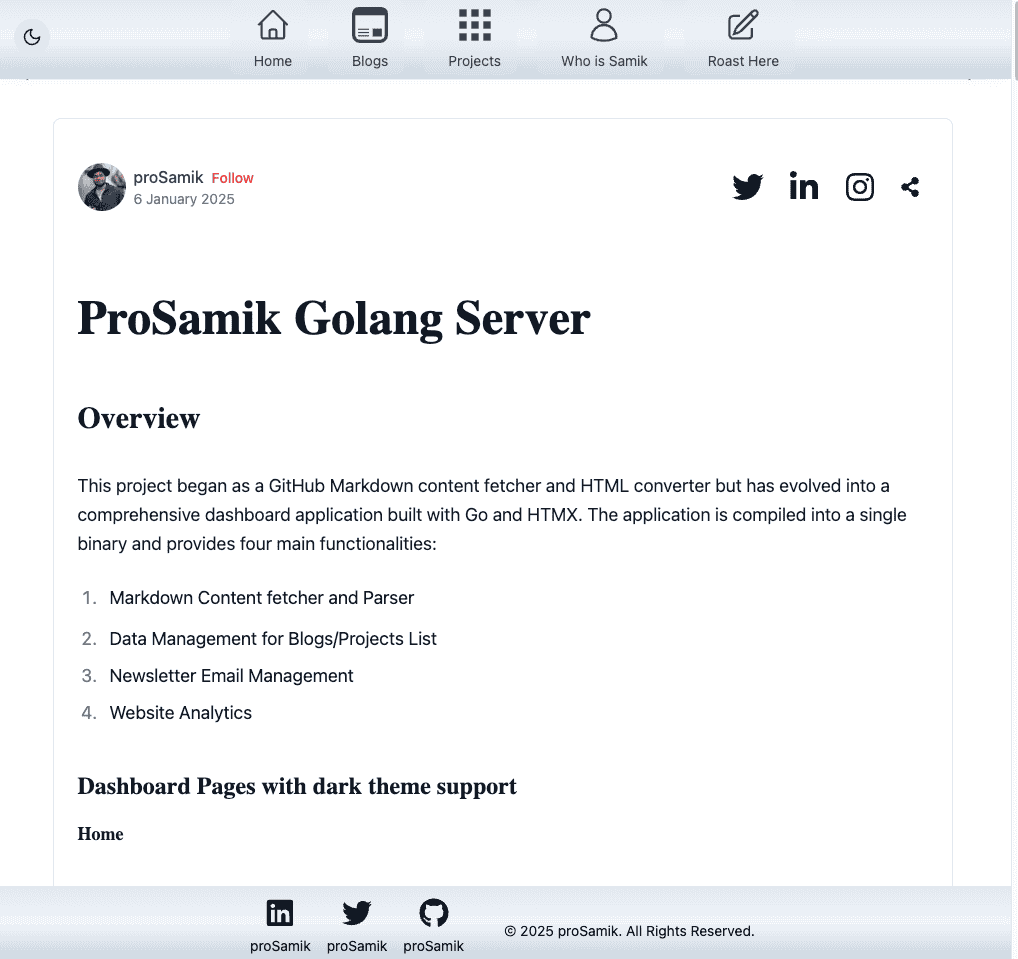 Home
Blogs
Projects
Who is Samik
Roast Here
proSamik Follow
6 January 2025
ProSamik Golang Server
Overview
This project began as a GitHub Markdown content fetcher and HTML converter but has evolved into a
comprehensive dashboard application built with Go and HTMX. The application is compiled into a single
binary and provides four main functionalities:
1. Markdown Content fetcher and Parser
2. Data Management for Blogs/Projects List
3. Newsletter Email Management
4. Website Analytics
Dashboard Pages with dark theme support
Home
proSamik
proSamik
proSamik
© 2025 proSamik. All Rights Reserved.